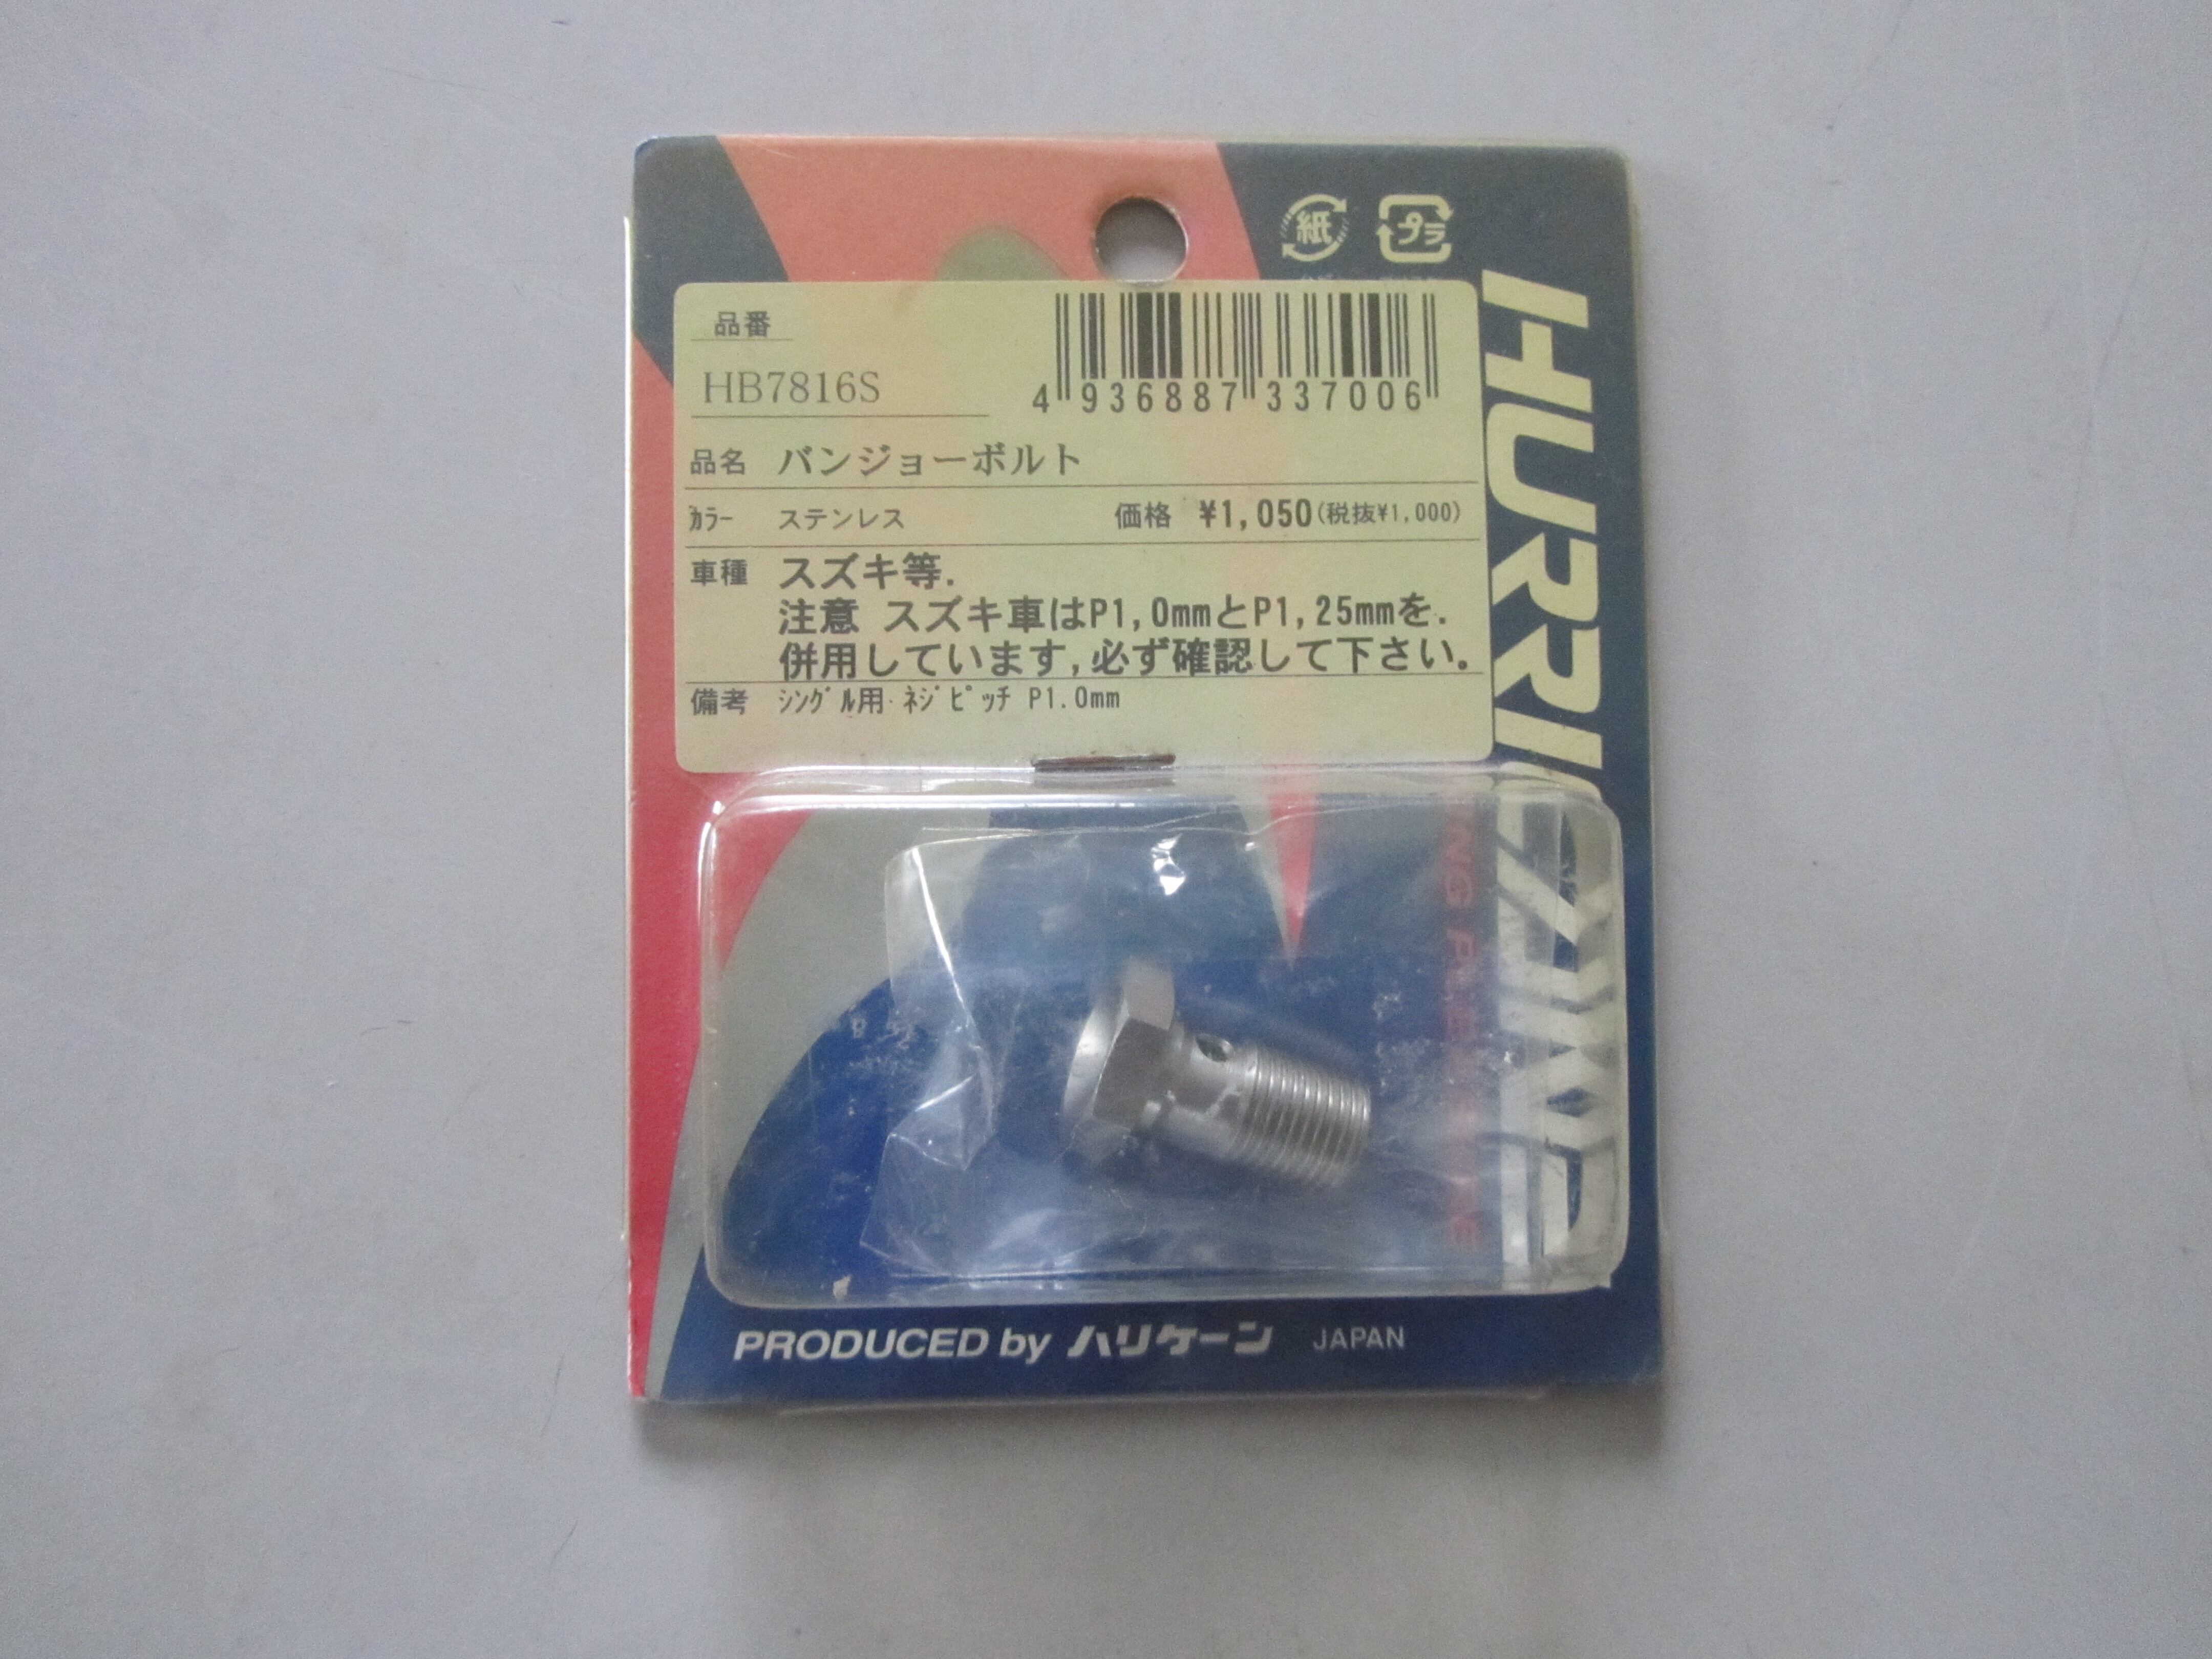 紙
プラ
品番
HB7816S
4 936887 337006
品名 バンジョーボルト
ｶﾗｰ ステンレス 価格 ¥1,050(税抜¥1,000)
車種 スズキ等.
注意 スズキ車はP1,0mmとP1,25mmを.
併用しています,必ず確認して下さい。
備考 ｼﾝｸﾞﾙ用･ﾈｼﾞﾋﾟｯﾁ P1.0mm
HURRICANE
PRODUCED by ハリケーン JAPAN